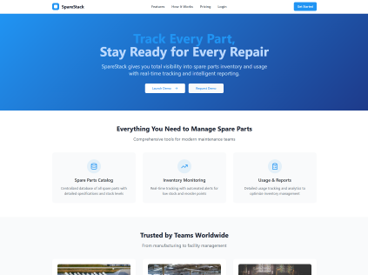 SpareStack
Features How It Works Pricing Login
Get Started
Track Every Part,
Stay Ready for Every Repair
SpareStack gives you total visibility into spare parts inventory and usage
with real-time tracking and intelligent reporting.
Launch Demo →
Request Demo
Everything You Need to Manage Spare Parts
Comprehensive tools for modern maintenance teams
Spare Parts Catalog
Centralized database of all spare parts with
detailed specifications and stock levels
Inventory Monitoring
Real-time tracking with automated alerts for
low stock and reorder points
Usage & Reports
Detailed usage tracking and analytics to
optimize inventory management
Trusted by Teams Worldwide
From manufacturing to facility management